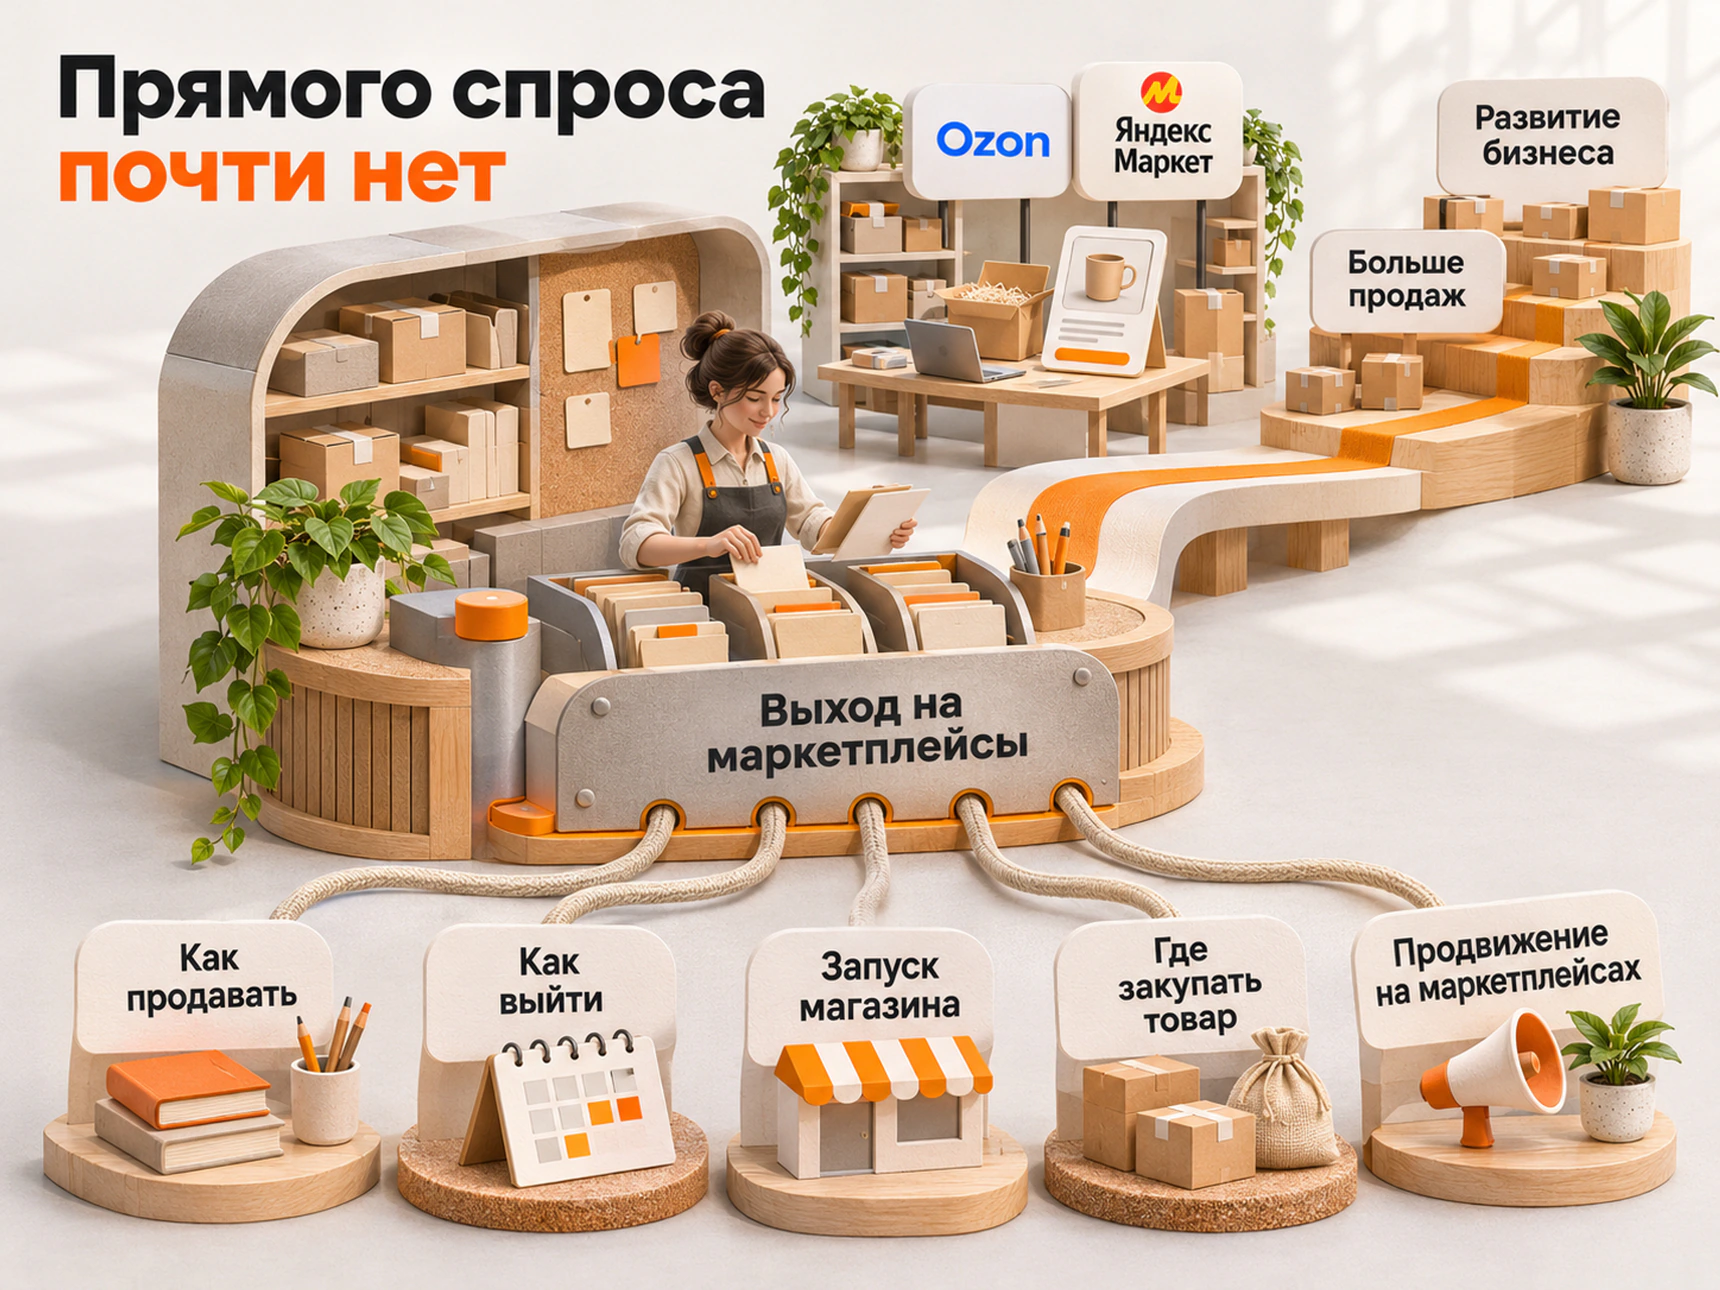 Прямого спроса
почти нет
Ozon
Яндекс
Маркет
Развитие
бизнеса
Больше
продаж
Выход на
маркетплейсы
Как
продавать
Как
выйти
Запуск
магазина
Где
закупать
товар
Продвижение
на маркетплейсах